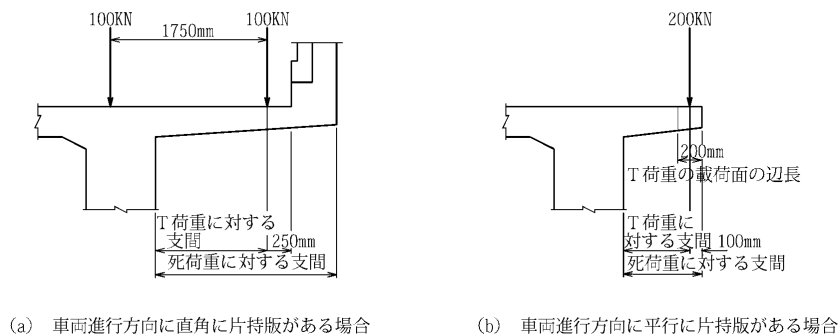 100KN
100KN
1750mm
T荷重に対する
支間
250mm
死荷重に対する支間
(a) 車両進行方向に直角に片持版がある場合
200KN
200mm
T荷重の載荷面の辺長
T荷重に
対する支間
100mm
死荷重に対する支間
(b) 車両進行方向に平行に片持版がある場合